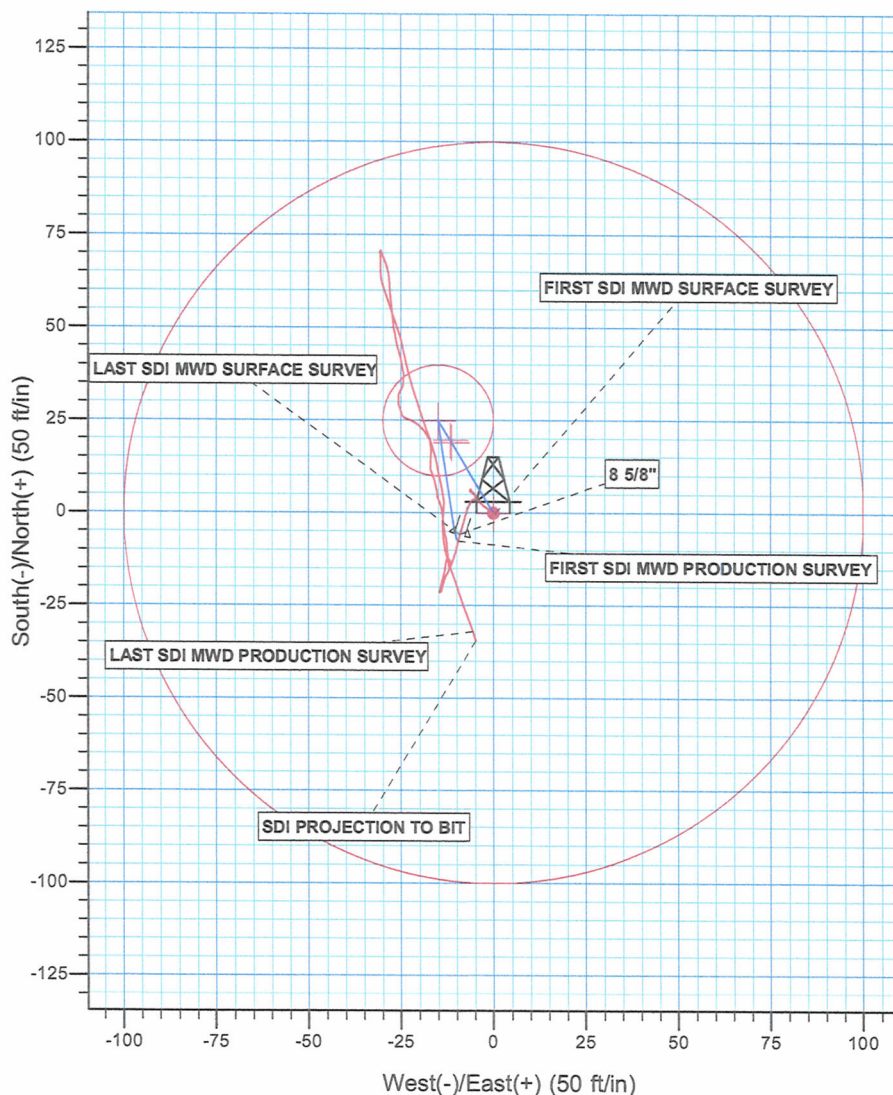 125
100
75
50
25
0
-25
-50
-75
-100
-125
South(-)/North(+) (50 ft/in)
FIRST SDI MWD SURFACE SURVEY
LAST SDI MWD SURFACE SURVEY
8 5/8"
FIRST SDI MWD PRODUCTION SURVEY
LAST SDI MWD PRODUCTION SURVEY
SDI PROJECTION TO BIT
-100 -75 -50 -25 0 25 50 75 100
West(-)/East(+) (50 ft/in)